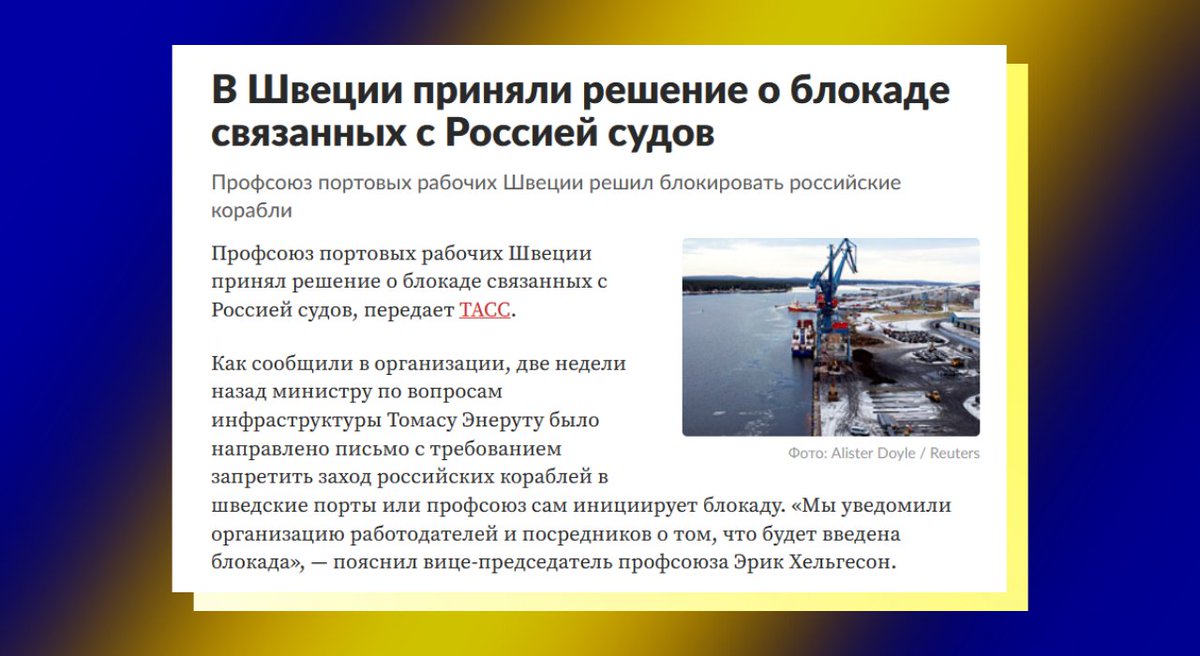 В Швеции приняли решение о блокаде
связанных с Россией судов
Профсоюз портовых рабочих Швеции решил блокировать российские
корабли
Профсоюз портовых рабочих Швеции
принял решение о блокаде связанных с
Россией судов, передает ТАСС.
Как сообщили в организации, две недели
назад министру по вопросам
инфраструктуры Томасу Энеруту было
направлено письмо с требованием
запретить заход российских кораблей в
шведские порты или профсоюз сам инициирует блокаду. «Мы уведомили
организацию работодателей и посредников о том, что будет введена
блокада», — пояснил вице-председатель профсоюза Эрик Хельгесон.
Фото: Alister Doyle / Reuters